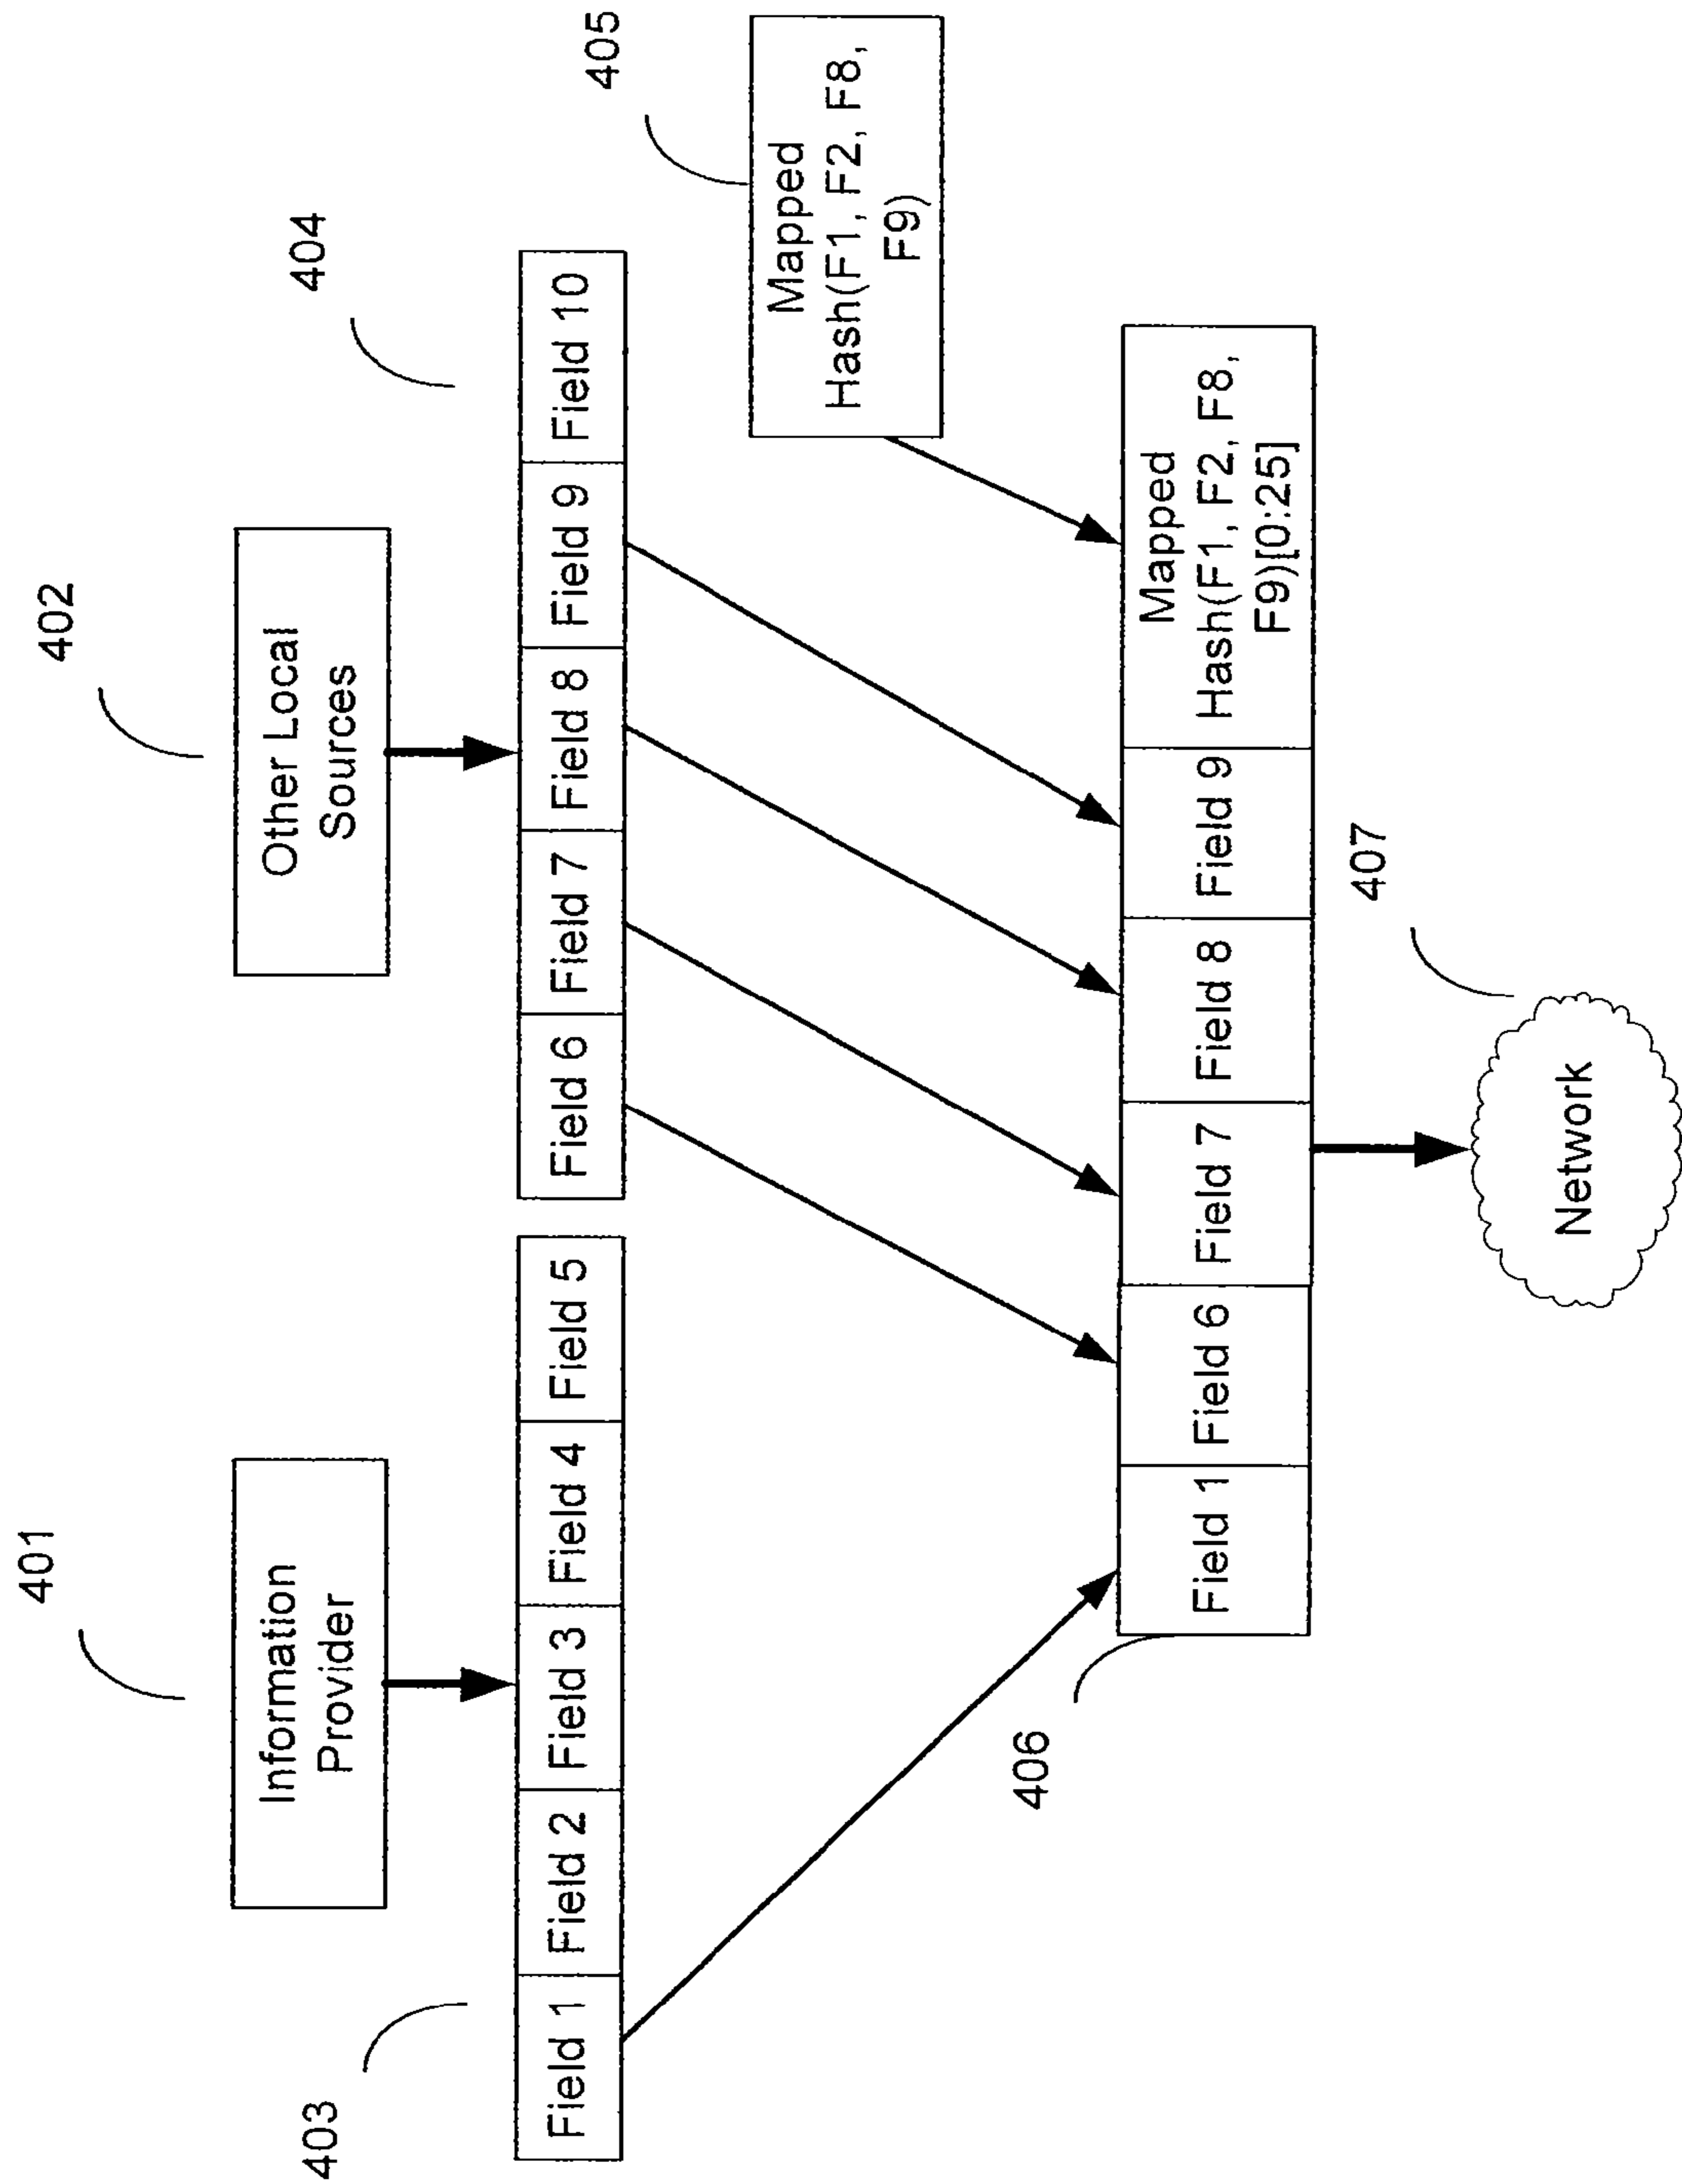 401
Information
Provider
402
Other Local
Sources
403
Field 1
Field 2
Field 3
Field 4
Field 5
404
Field 6
Field 7
Field 8
Field 9
Field 10
405
Mapped
Hash(F1, F2, F8,
F9)
406
Field 1
Field 6
Field 7
Field 8
Field 9
Mapped
Hash(F1, F2, F8,
F9)[0:25]
407
Network